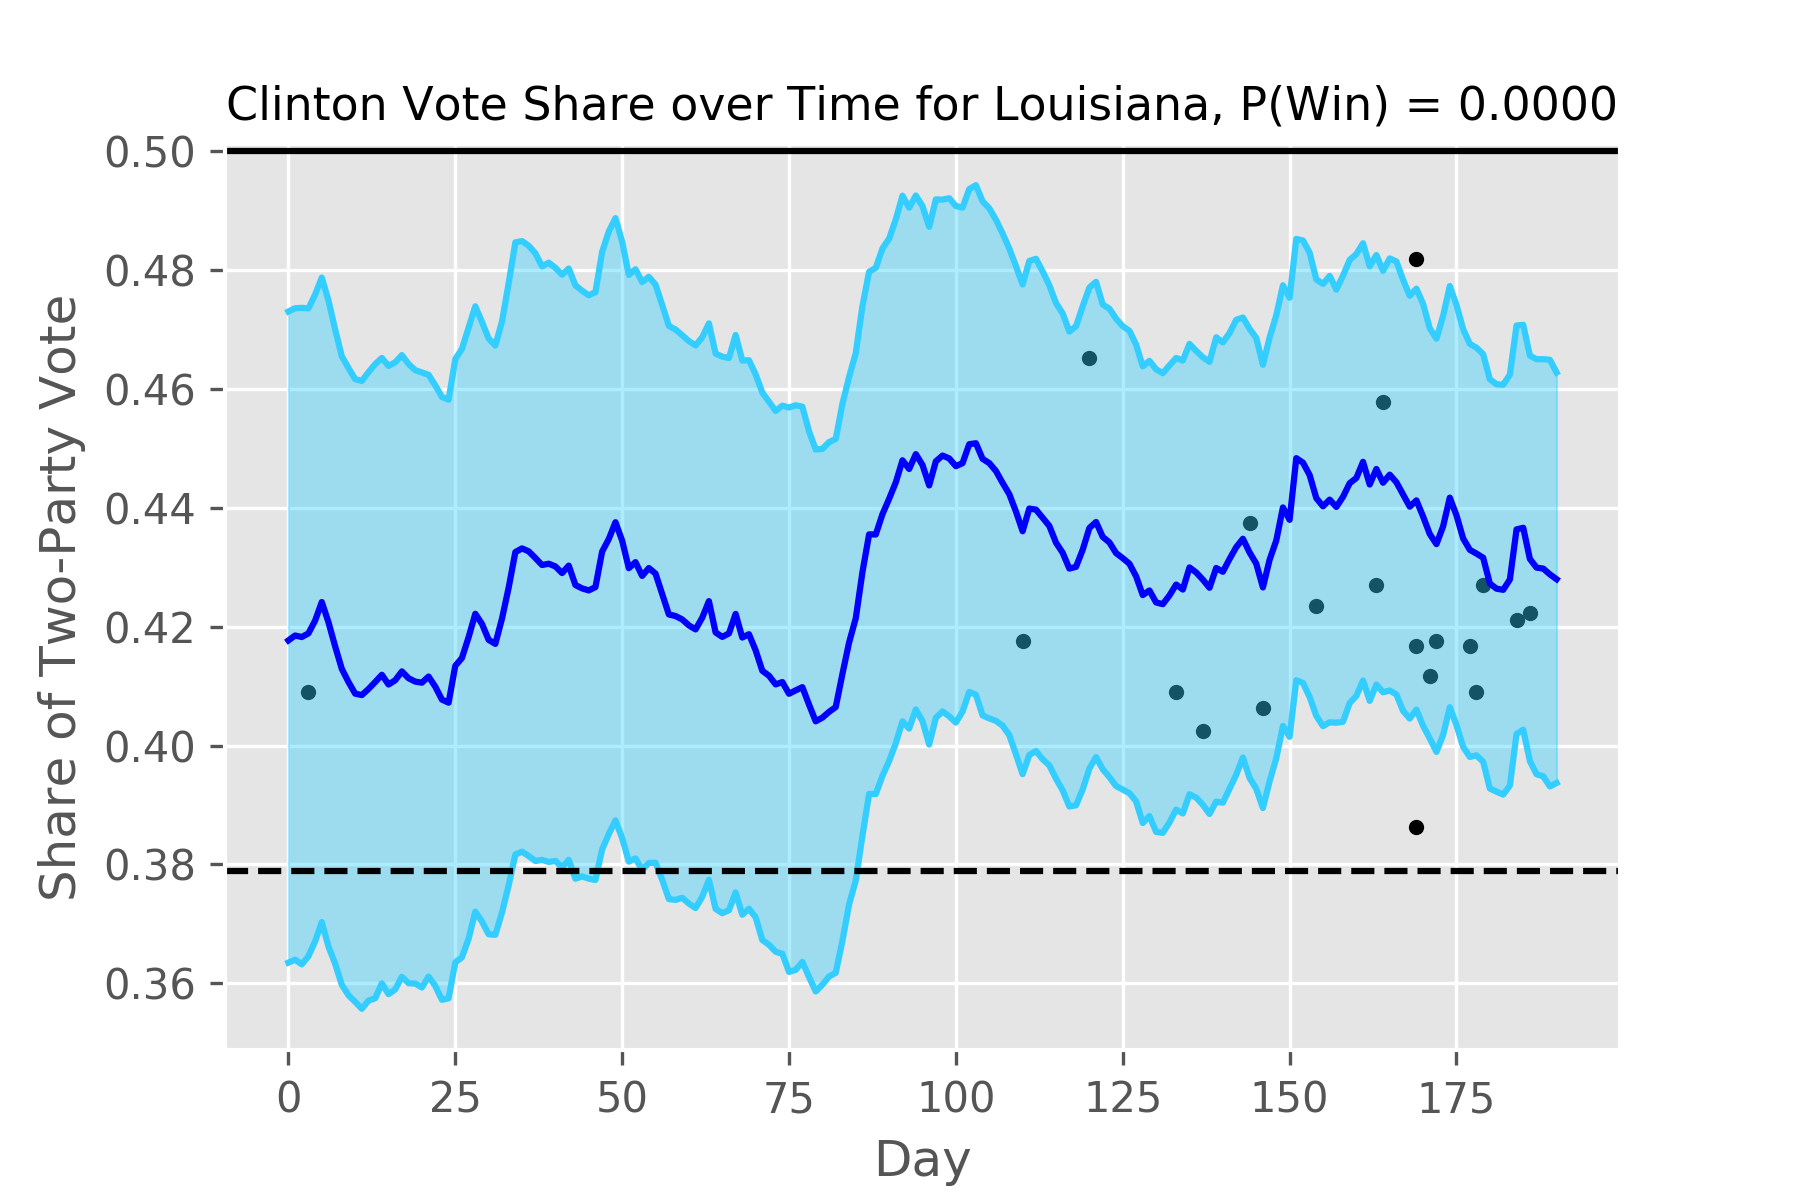 Clinton Vote Share over Time for Louisiana, P(Win) = 0.0000
0.50
0.48
0.46
0.44
0.42
0.40
0.38
0.36
Share of Two-Party Vote
0 25 50 75 100 125 150 175
Day